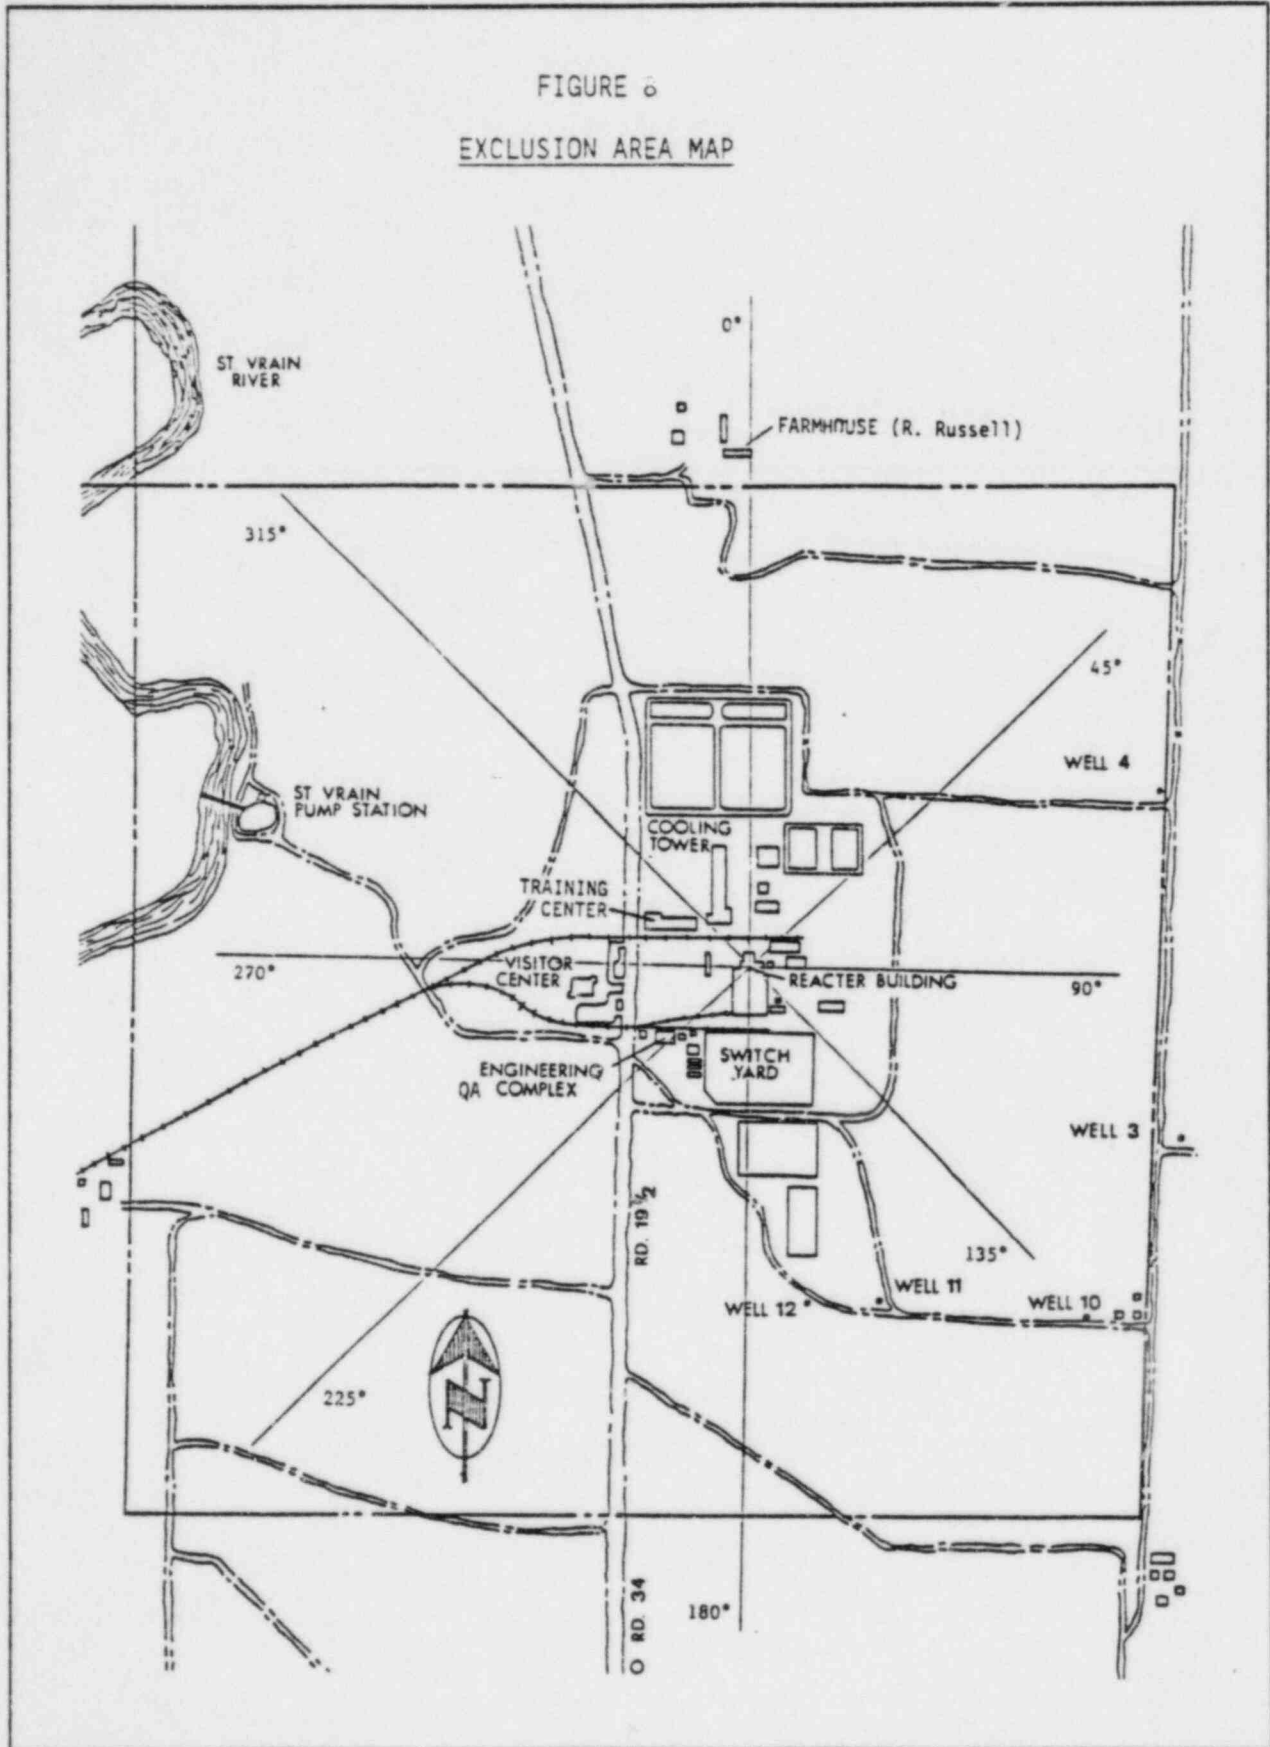 FIGURE 8
EXCLUSION AREA MAP
0°
ST VRAIN
RIVER
FARMHOUSE (R. Russell)
315°
45°
WELL 4
ST VRAIN
PUMP STATION
COOLING
TOWER
TRAINING
CENTER
270°
VISITOR
CENTER
REACTER BUILDING
90°
ENGINEERING
QA COMPLEX
SWITCH
YARD
WELL 3
RD. 19 1/2
135°
WELL 11
WELL 12
WELL 10
225°
N
180°
O RD. 34